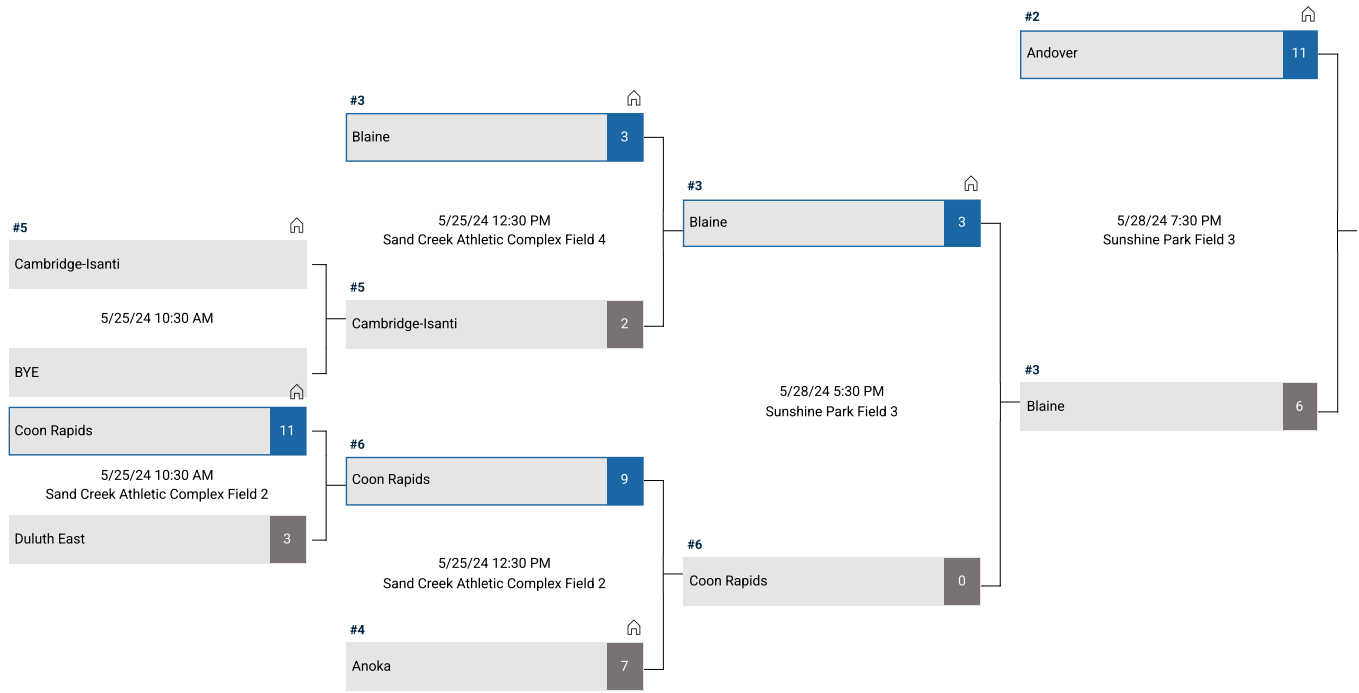 #5
Cambridge-Isanti
5/25/24 10:30 AM
BYE
Coon Rapids
11
5/25/24 10:30 AM
Sand Creek Athletic Complex Field 2
Duluth East
3
#3
Blaine
3
5/25/24 12:30 PM
Sand Creek Athletic Complex Field 4
#5
Cambridge-Isanti
2
#6
Coon Rapids
9
5/25/24 12:30 PM
Sand Creek Athletic Complex Field 2
#4
Anoka
7
#3
Blaine
3
5/28/24 5:30 PM
Sunshine Park Field 3
#6
Coon Rapids
0
#2
Andover
11
5/28/24 7:30 PM
Sunshine Park Field 3
#3
Blaine
6